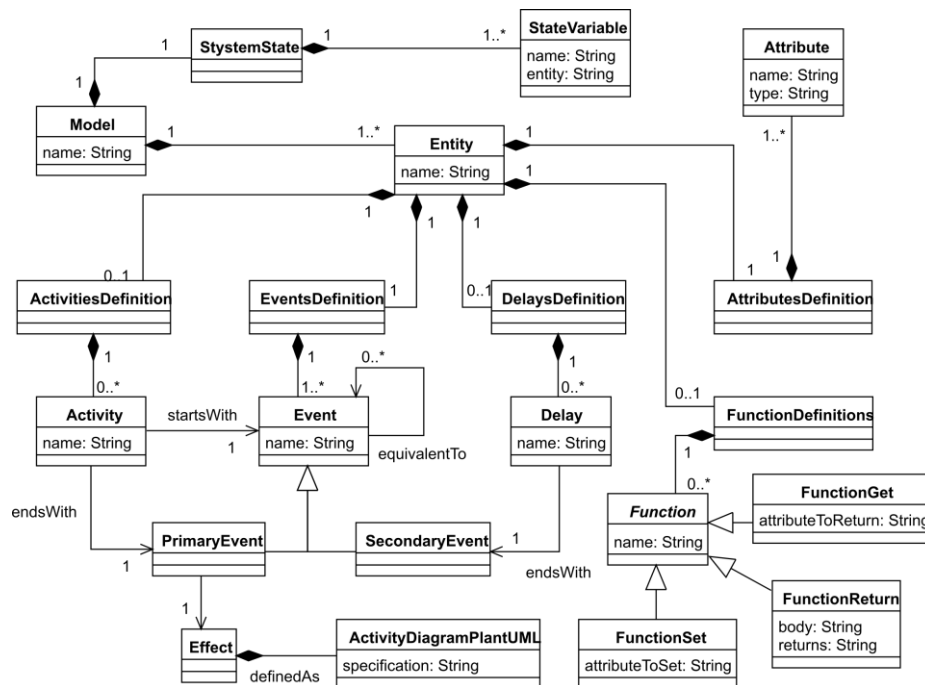 StystemState
1
1
1..*
StateVariable
name: String
entity: String
Attribute
name: String
type: String
1..*
1
Model
name: String
1
1..*
Entity
name: String
1
1
1
1
1
0..1
ActivitiesDefinition
EventsDefinition
1
0..1
DelaysDefinition
1
1
AttributesDefinition
1
1
1
0..*
0..*
1..*
0..*
0..1
Activity
name: String
startsWith
1
Event
name: String
equivalentTo
Delay
name: String
FunctionDefinitions
1
0..*
endsWith
1
PrimaryEvent
SecondaryEvent
1
endsWith
Function
name: String
FunctionGet
attributeToReturn: String
1
Effect
definedAs
ActivityDiagramPlantUML
specification: String
FunctionSet
attributeToSet: String
FunctionReturn
body: String
returns: String